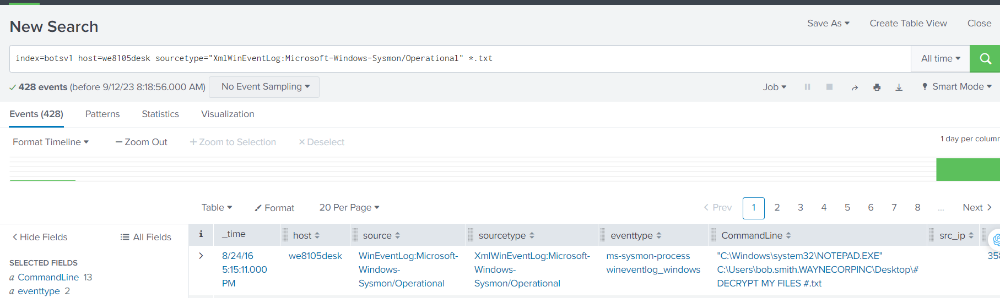 New Search
Save As
Create Table View
Close
index=botsv1 host=we8105desk sourcetype="XmlWinEventLog:Microsoft-Windows-Sysmon/Operational" *.txt
All time
428 events (before 9/12/23 8:18:56.000 AM)
No Event Sampling
Job
Smart Mode
Events (428)
Patterns
Statistics
Visualization
Format Timeline
Zoom Out
Zoom to Selection
Deselect
1 day per column
Table
Format
20 Per Page
Prev
1
2
3
4
5
6
7
8
...
Next
Hide Fields
All Fields
SELECTED FIELDS
a CommandLine 13
a eventtype 2
i
_time
host
source
sourcetype
eventtype
CommandLine
src_ip
8/24/16
5:15:11.000
PM
we8105desk
WinEventLog:Microsoft-
Windows-
Sysmon/Operational
XmlWinEventLog:Microsoft-
Windows-
Sysmon/Operational
ms-sysmon-process
wineventlog_windows
"C:\Windows\system32\NOTEPAD.EXE"
C:\Users\bob.smith.WAYNECORPINC\Desktop\#
DECRYPT MY FILES #.txt